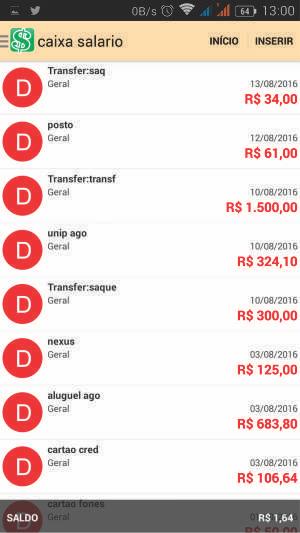 0B/s 64 13:00
caixa salario INÍCIO INSERIR
D Transfer:saq
Geral 13/08/2016
R$ 34,00
D posto
Geral 12/08/2016
R$ 61,00
D Transfer:transf
Geral 10/08/2016
R$ 1.500,00
D unip ago
Geral 10/08/2016
R$ 324,10
D Transfer:saque
Geral 10/08/2016
R$ 300,00
D nexus
Geral 03/08/2016
R$ 125,00
D aluguel ago
Geral 03/08/2016
R$ 683,80
D cartao cred
Geral 03/08/2016
R$ 106,64
D cartao fones
Geral
SALDO R$ 1,64